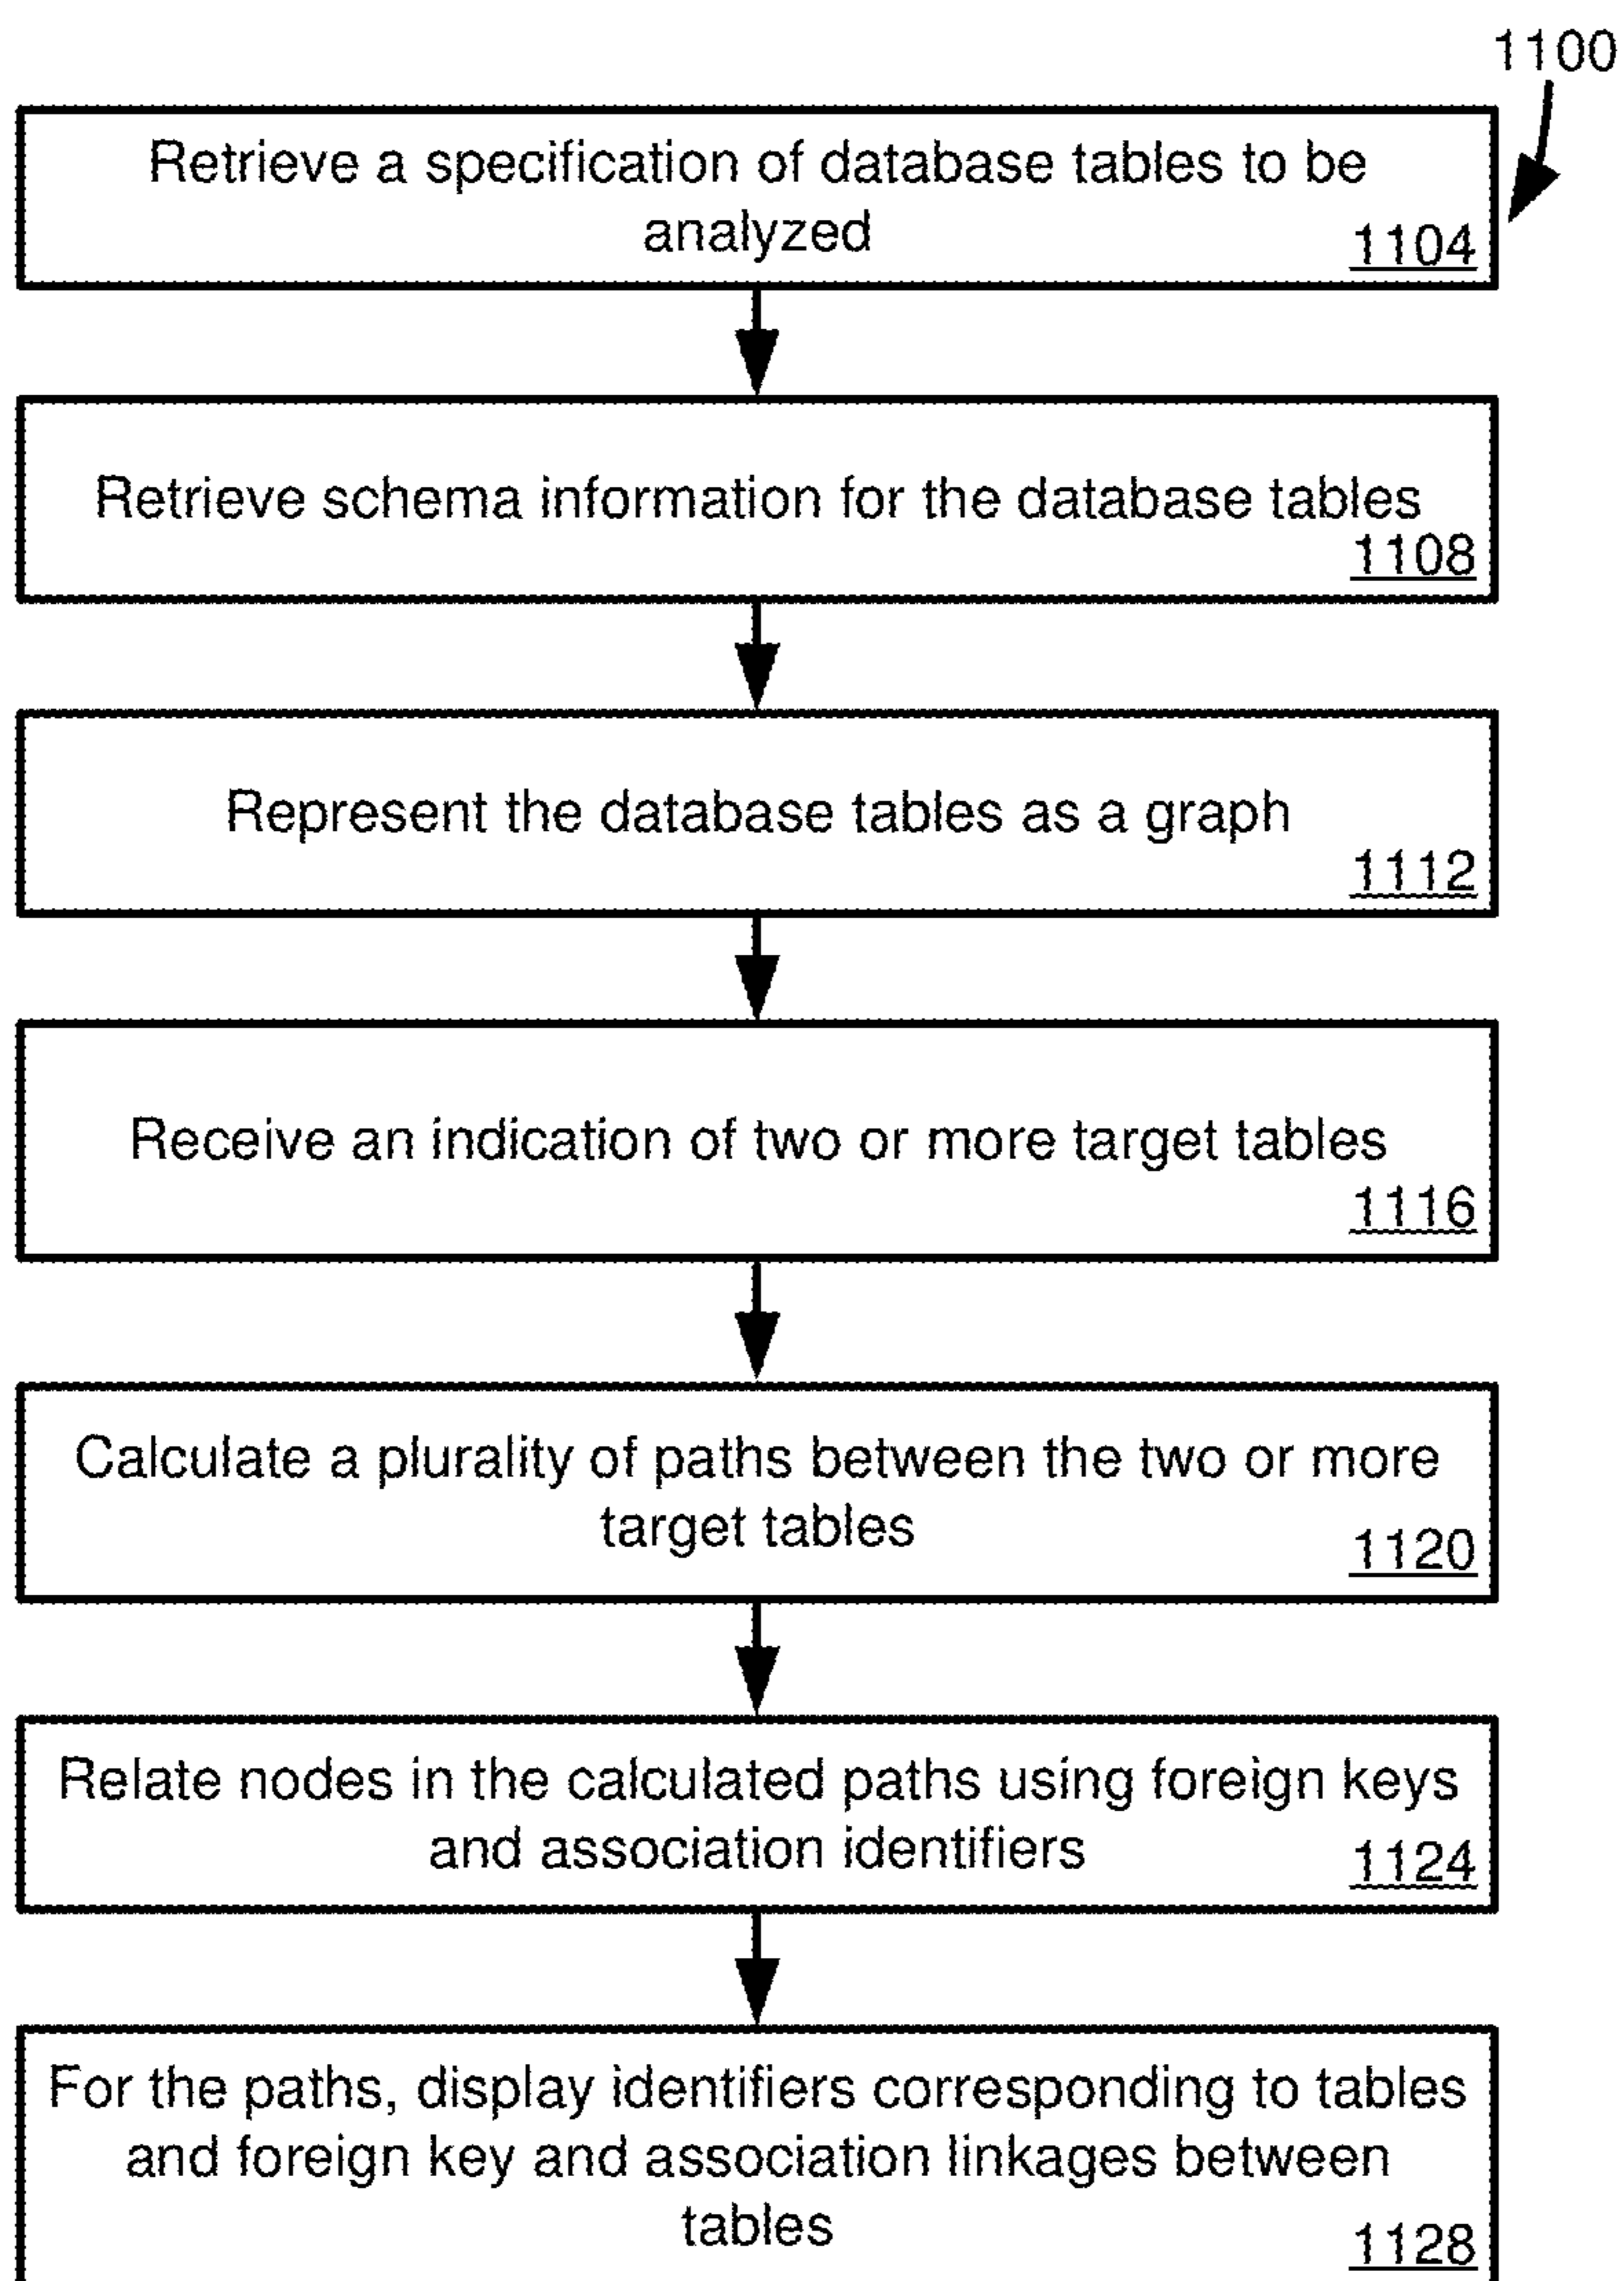 1100
Retrieve a specification of database tables to be
analyzed
1104
Retrieve schema information for the database tables
1108
Represent the database tables as a graph
1112
Receive an indication of two or more target tables
1116
Calculate a plurality of paths between the two or more
target tables
1120
Relate nodes in the calculated paths using foreign keys
and association identifiers
1124
For the paths, display identifiers corresponding to tables
and foreign key and association linkages between
tables
1128